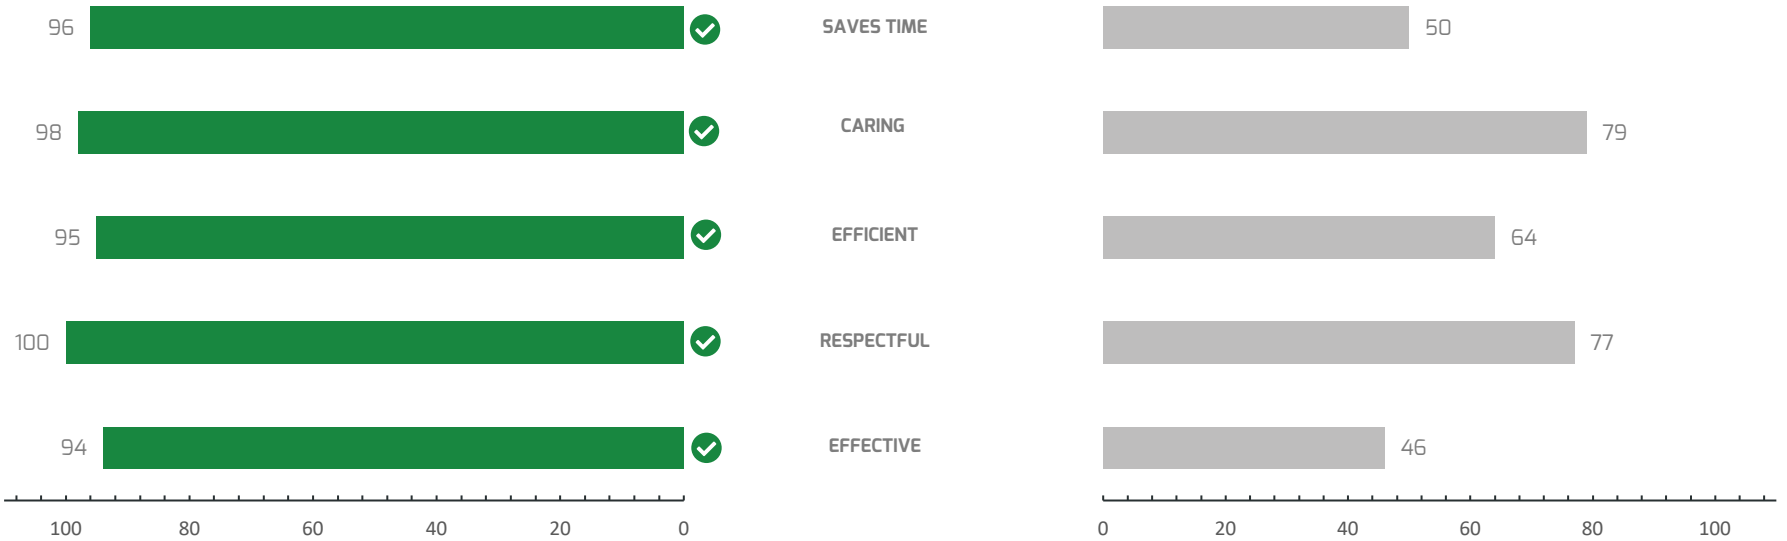 96 SAVES TIME 50
98 CARING 79
95 EFFICIENT 64
100 RESPECTFUL 77
94 EFFECTIVE 46
100 80 60 40 20 0 0 20 40 60 80 100